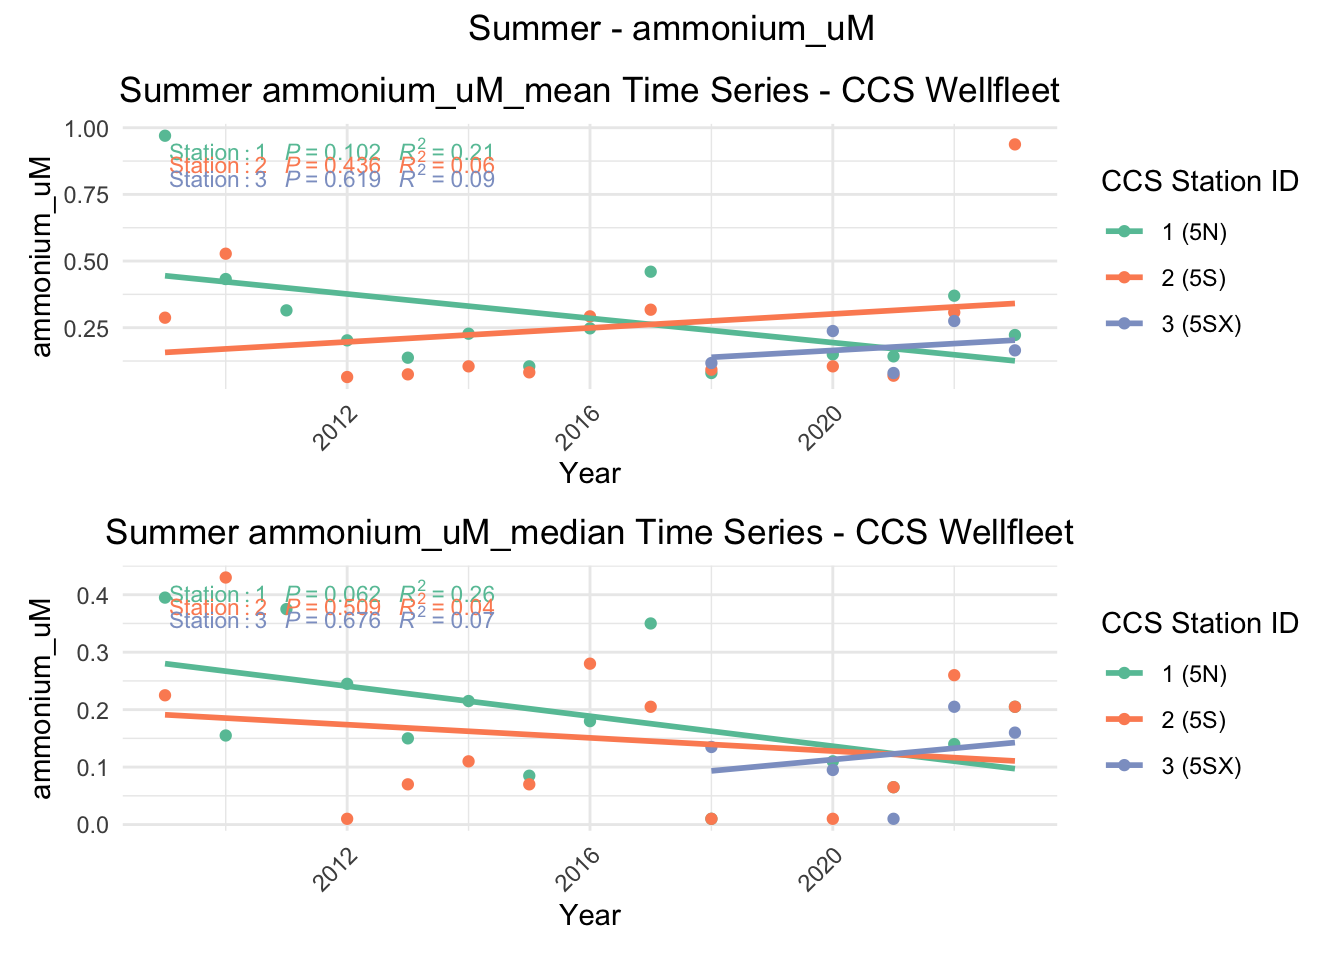 Summer - ammonium_uM
Summer ammonium_uM_mean Time Series - CCS Wellfleet
ammonium_uM
1.00
0.75
0.50
0.25
Station : 1 P = 0.102 R² = 0.21
Station : 2 P = 0.436 R² = 0.06
Station : 3 P = 0.619 R² = 0.09
2012
2016
2020
Year
CCS Station ID
1 (5N)
2 (5S)
3 (5SX)
Summer ammonium_uM_median Time Series - CCS Wellfleet
ammonium_uM
0.4
0.3
0.2
0.1
0.0
Station : 1 P = 0.062 R² = 0.26
Station : 2 P = 0.509 R² = 0.04
Station : 3 P = 0.676 R² = 0.07
2012
2016
2020
Year
CCS Station ID
1 (5N)
2 (5S)
3 (5SX)